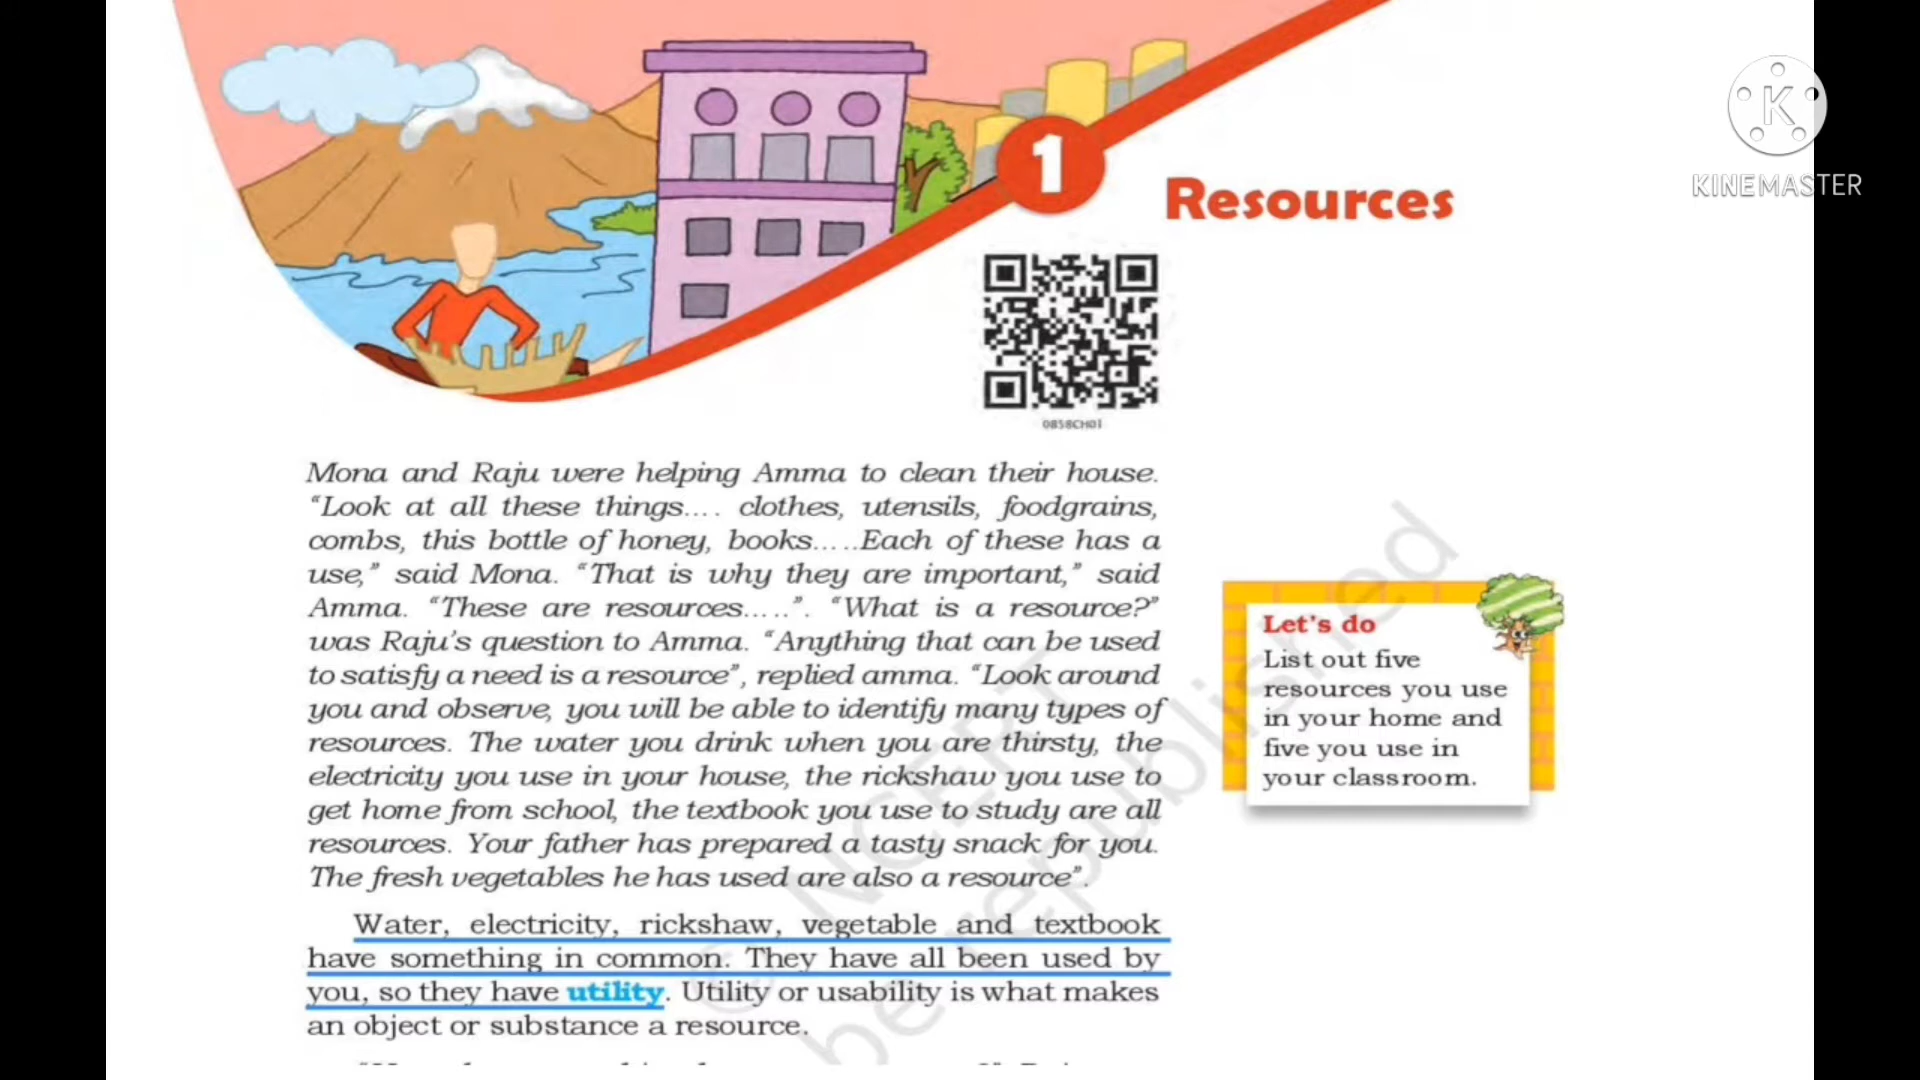 1
Resources
K
KINEMASTER
0858CH01
Mona and Raju were helping Amma to clean their house.
“Look at all these things.... clothes, utensils, foodgrains,
combs, this bottle of honey, books.....Each of these has a
use,” said Mona. “That is why they are important,” said
Amma. “These are resources.....”. “What is a resource?”
was Raju’s question to Amma. “Anything that can be used
to satisfy a need is a resource”, replied amma. “Look around
you and observe, you will be able to identify many types of
resources. The water you drink when you are thirsty, the
electricity you use in your house, the rickshaw you use to
get home from school, the textbook you use to study are all
resources. Your father has prepared a tasty snack for you.
The fresh vegetables he has used are also a resource”.
Water, electricity, rickshaw, vegetable and textbook
have something in common. They have all been used by
you, so they have utility. Utility or usability is what makes
an object or substance a resource.
Let’s do
List out five
resources you use
in your home and
five you use in
your classroom.
© NCERT
be republished